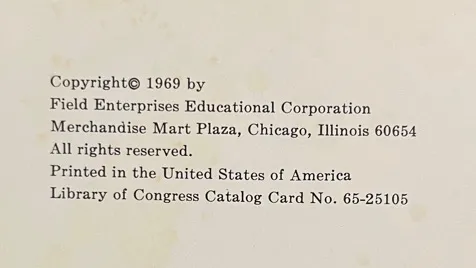 Copyright© 1969 by
Field Enterprises Educational Corporation
Merchandise Mart Plaza, Chicago, Illinois 60654
All rights reserved.
Printed in the United States of America
Library of Congress Catalog Card No. 65-25105